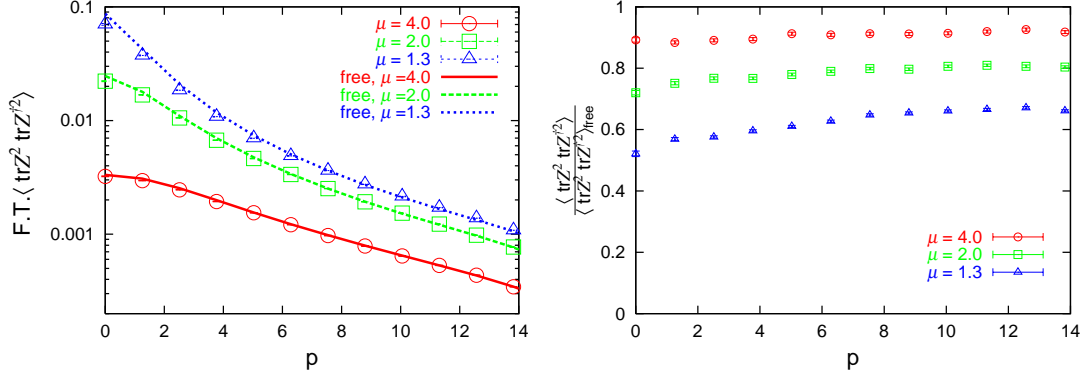 F.T.⟨ trZ² trZ†² ⟩
0.1
0.01
0.001
0
2
4
6
8
10
12
14
p
μ = 4.0
μ = 2.0
μ = 1.3
free, μ =4.0
free, μ =2.0
free, μ =1.3
⟨ trZ² trZ†² ⟩
⟨ trZ² trZ†² ⟩free
1
0.8
0.6
0.4
0.2
0
0
2
4
6
8
10
12
14
p
μ = 4.0
μ = 2.0
μ = 1.3